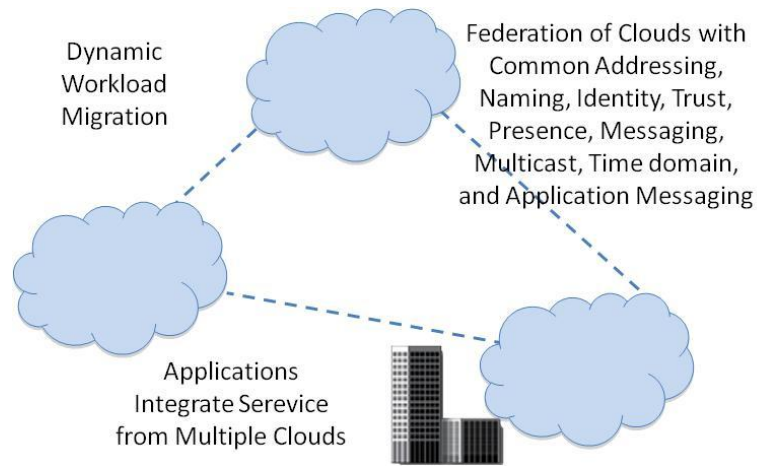 Dynamic
Workload
Migration
Federation of Clouds with
Common Addressing,
Naming, Identity, Trust,
Presence, Messaging,
Multicast, Time domain,
and Application Messaging
Applications
Integrate Serevice
from Multiple Clouds